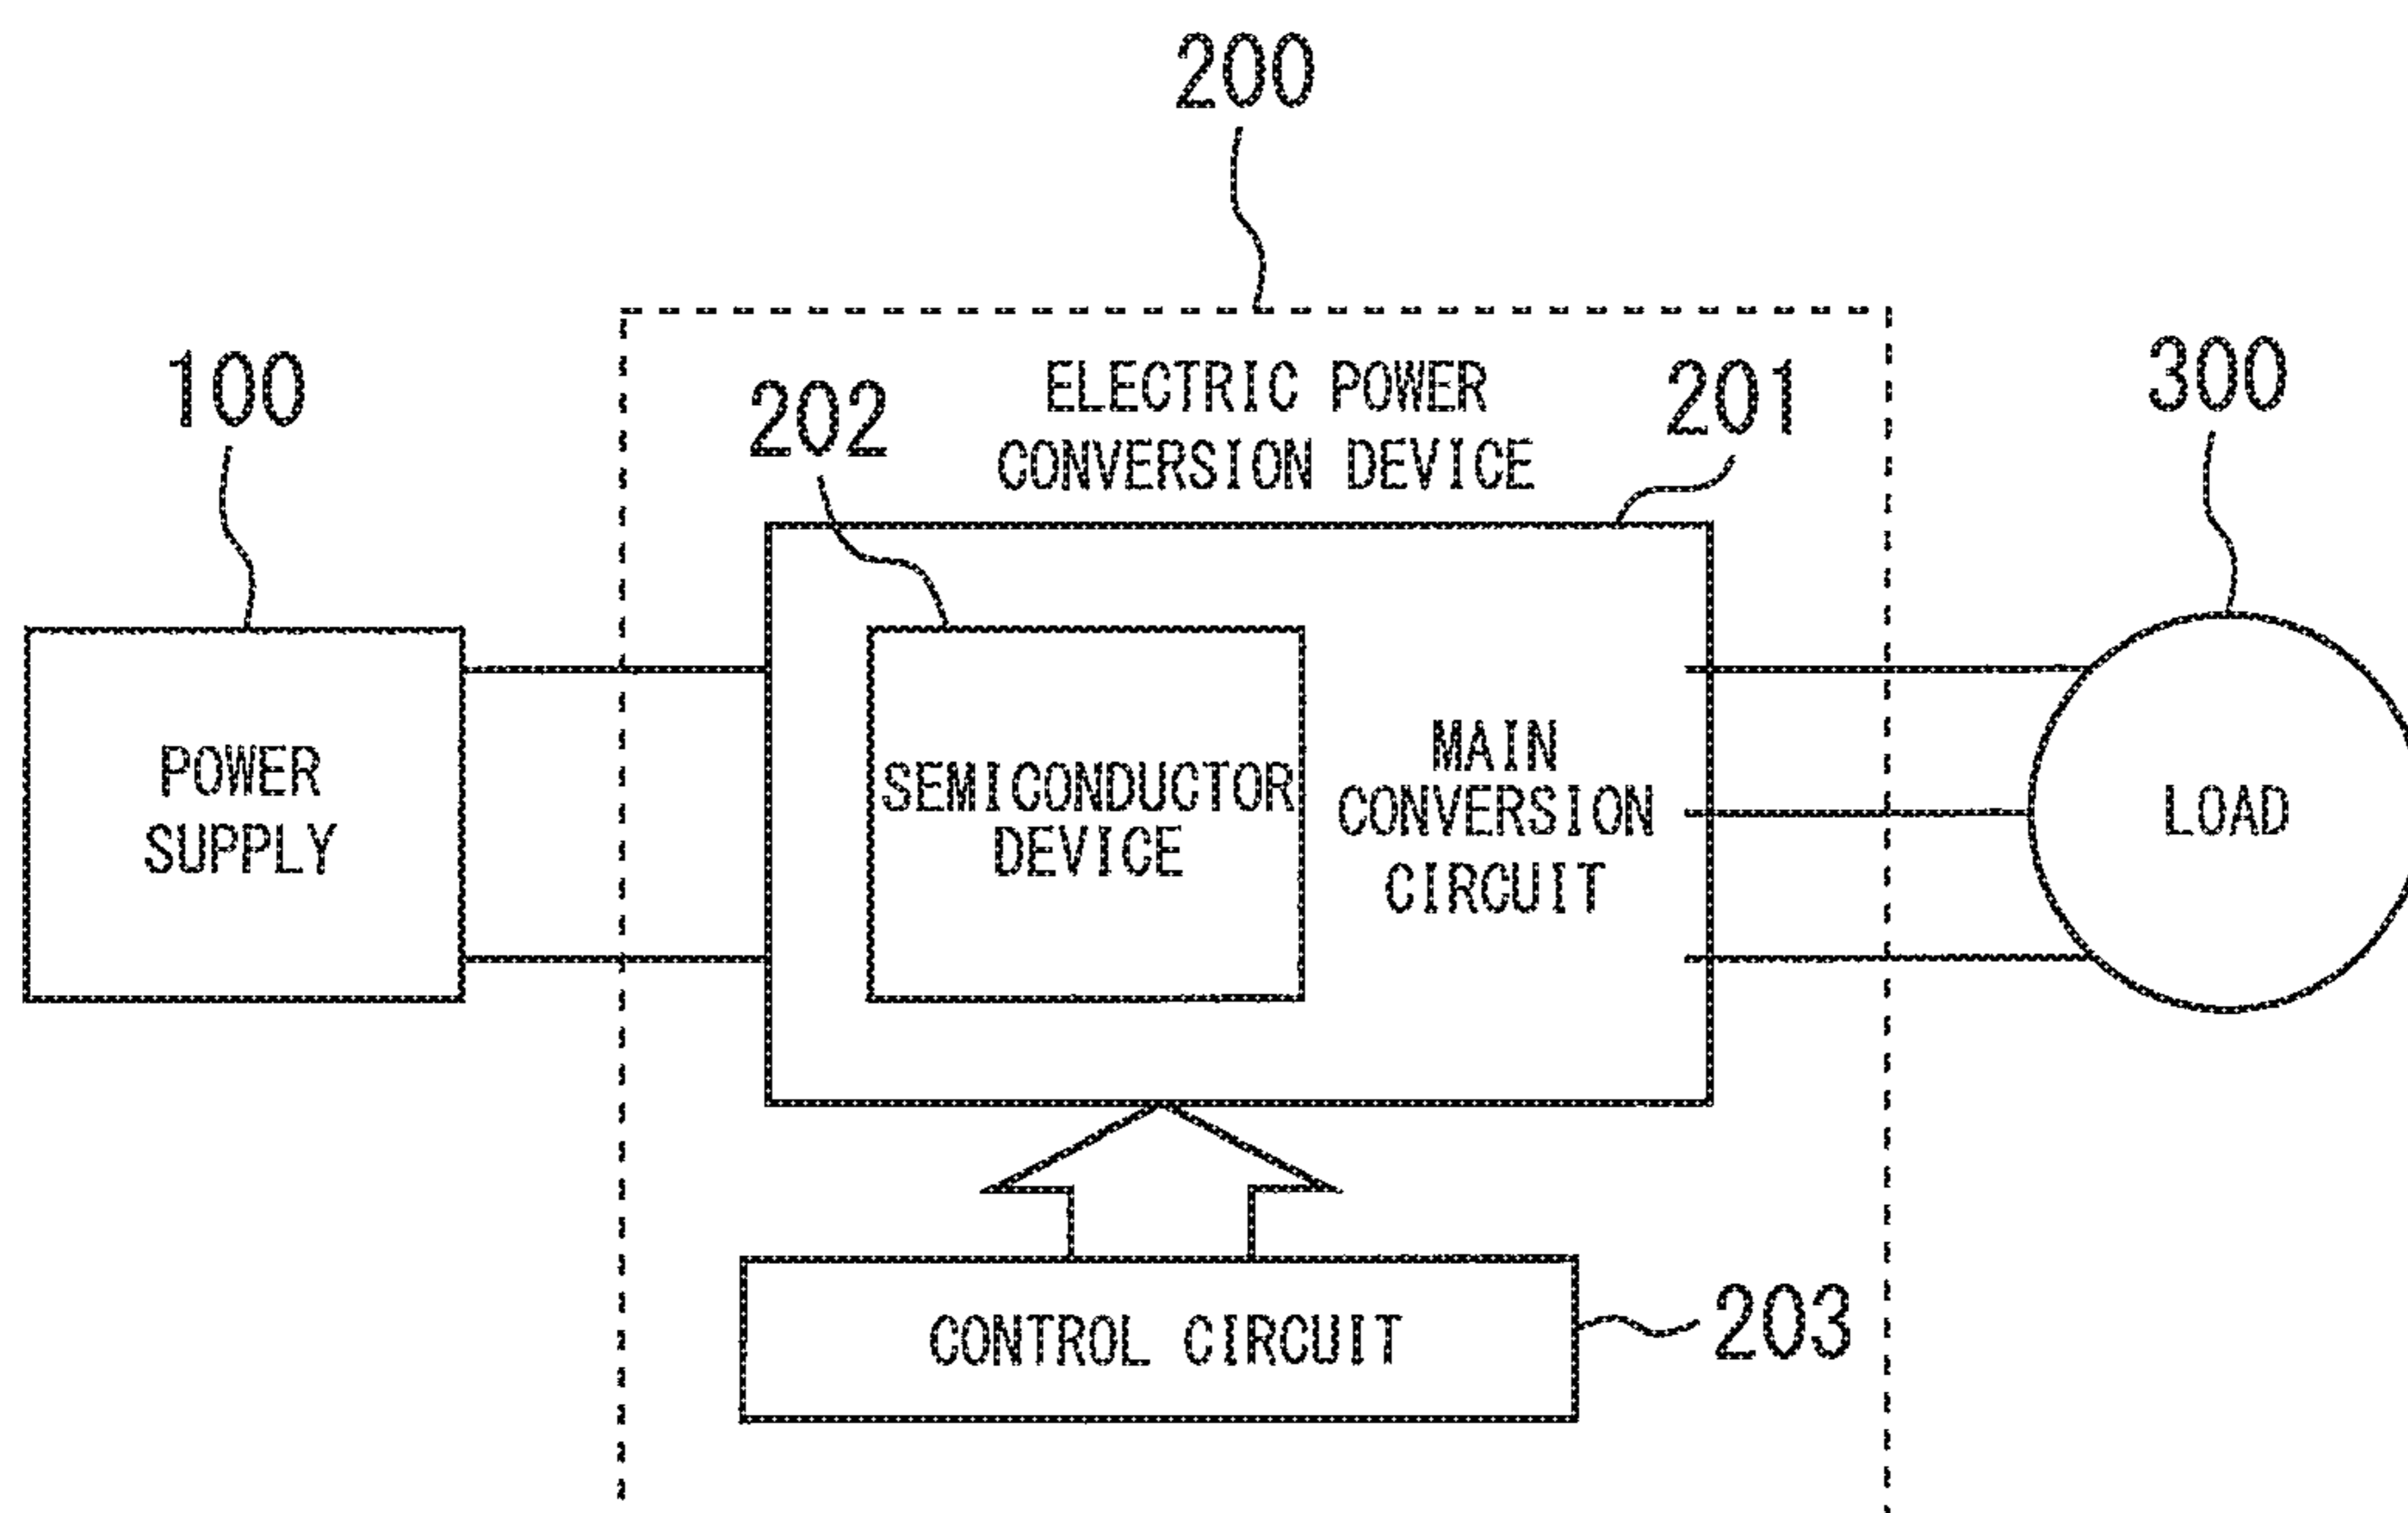 200
100
202
ELECTRIC POWER
CONVERSION DEVICE
201
300
POWER
SUPPLY
SEMICONDUCTOR
DEVICE
MAIN
CONVERSION
CIRCUIT
LOAD
CONTROL CIRCUIT
203